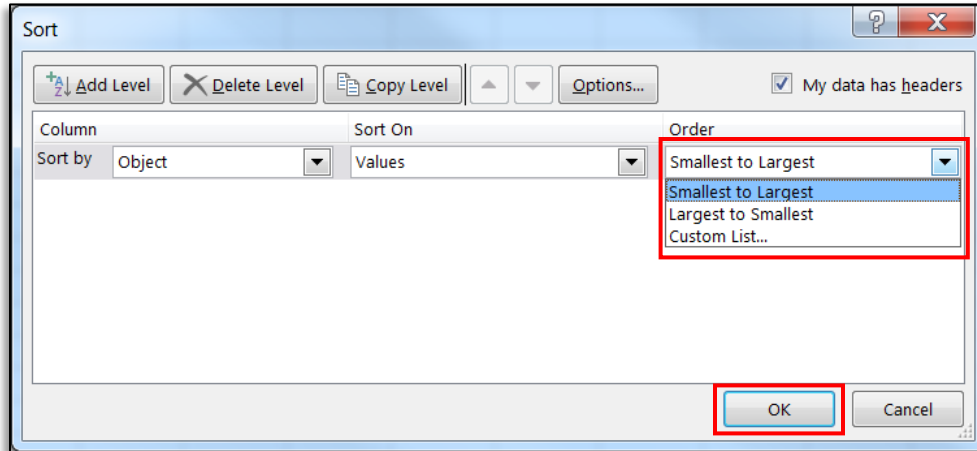 Sort
Add Level Delete Level Copy Level Options... My data has headers
Column Sort On Order
Sort by Object Values Smallest to Largest
Smallest to Largest
Largest to Smallest
Custom List...
OK Cancel